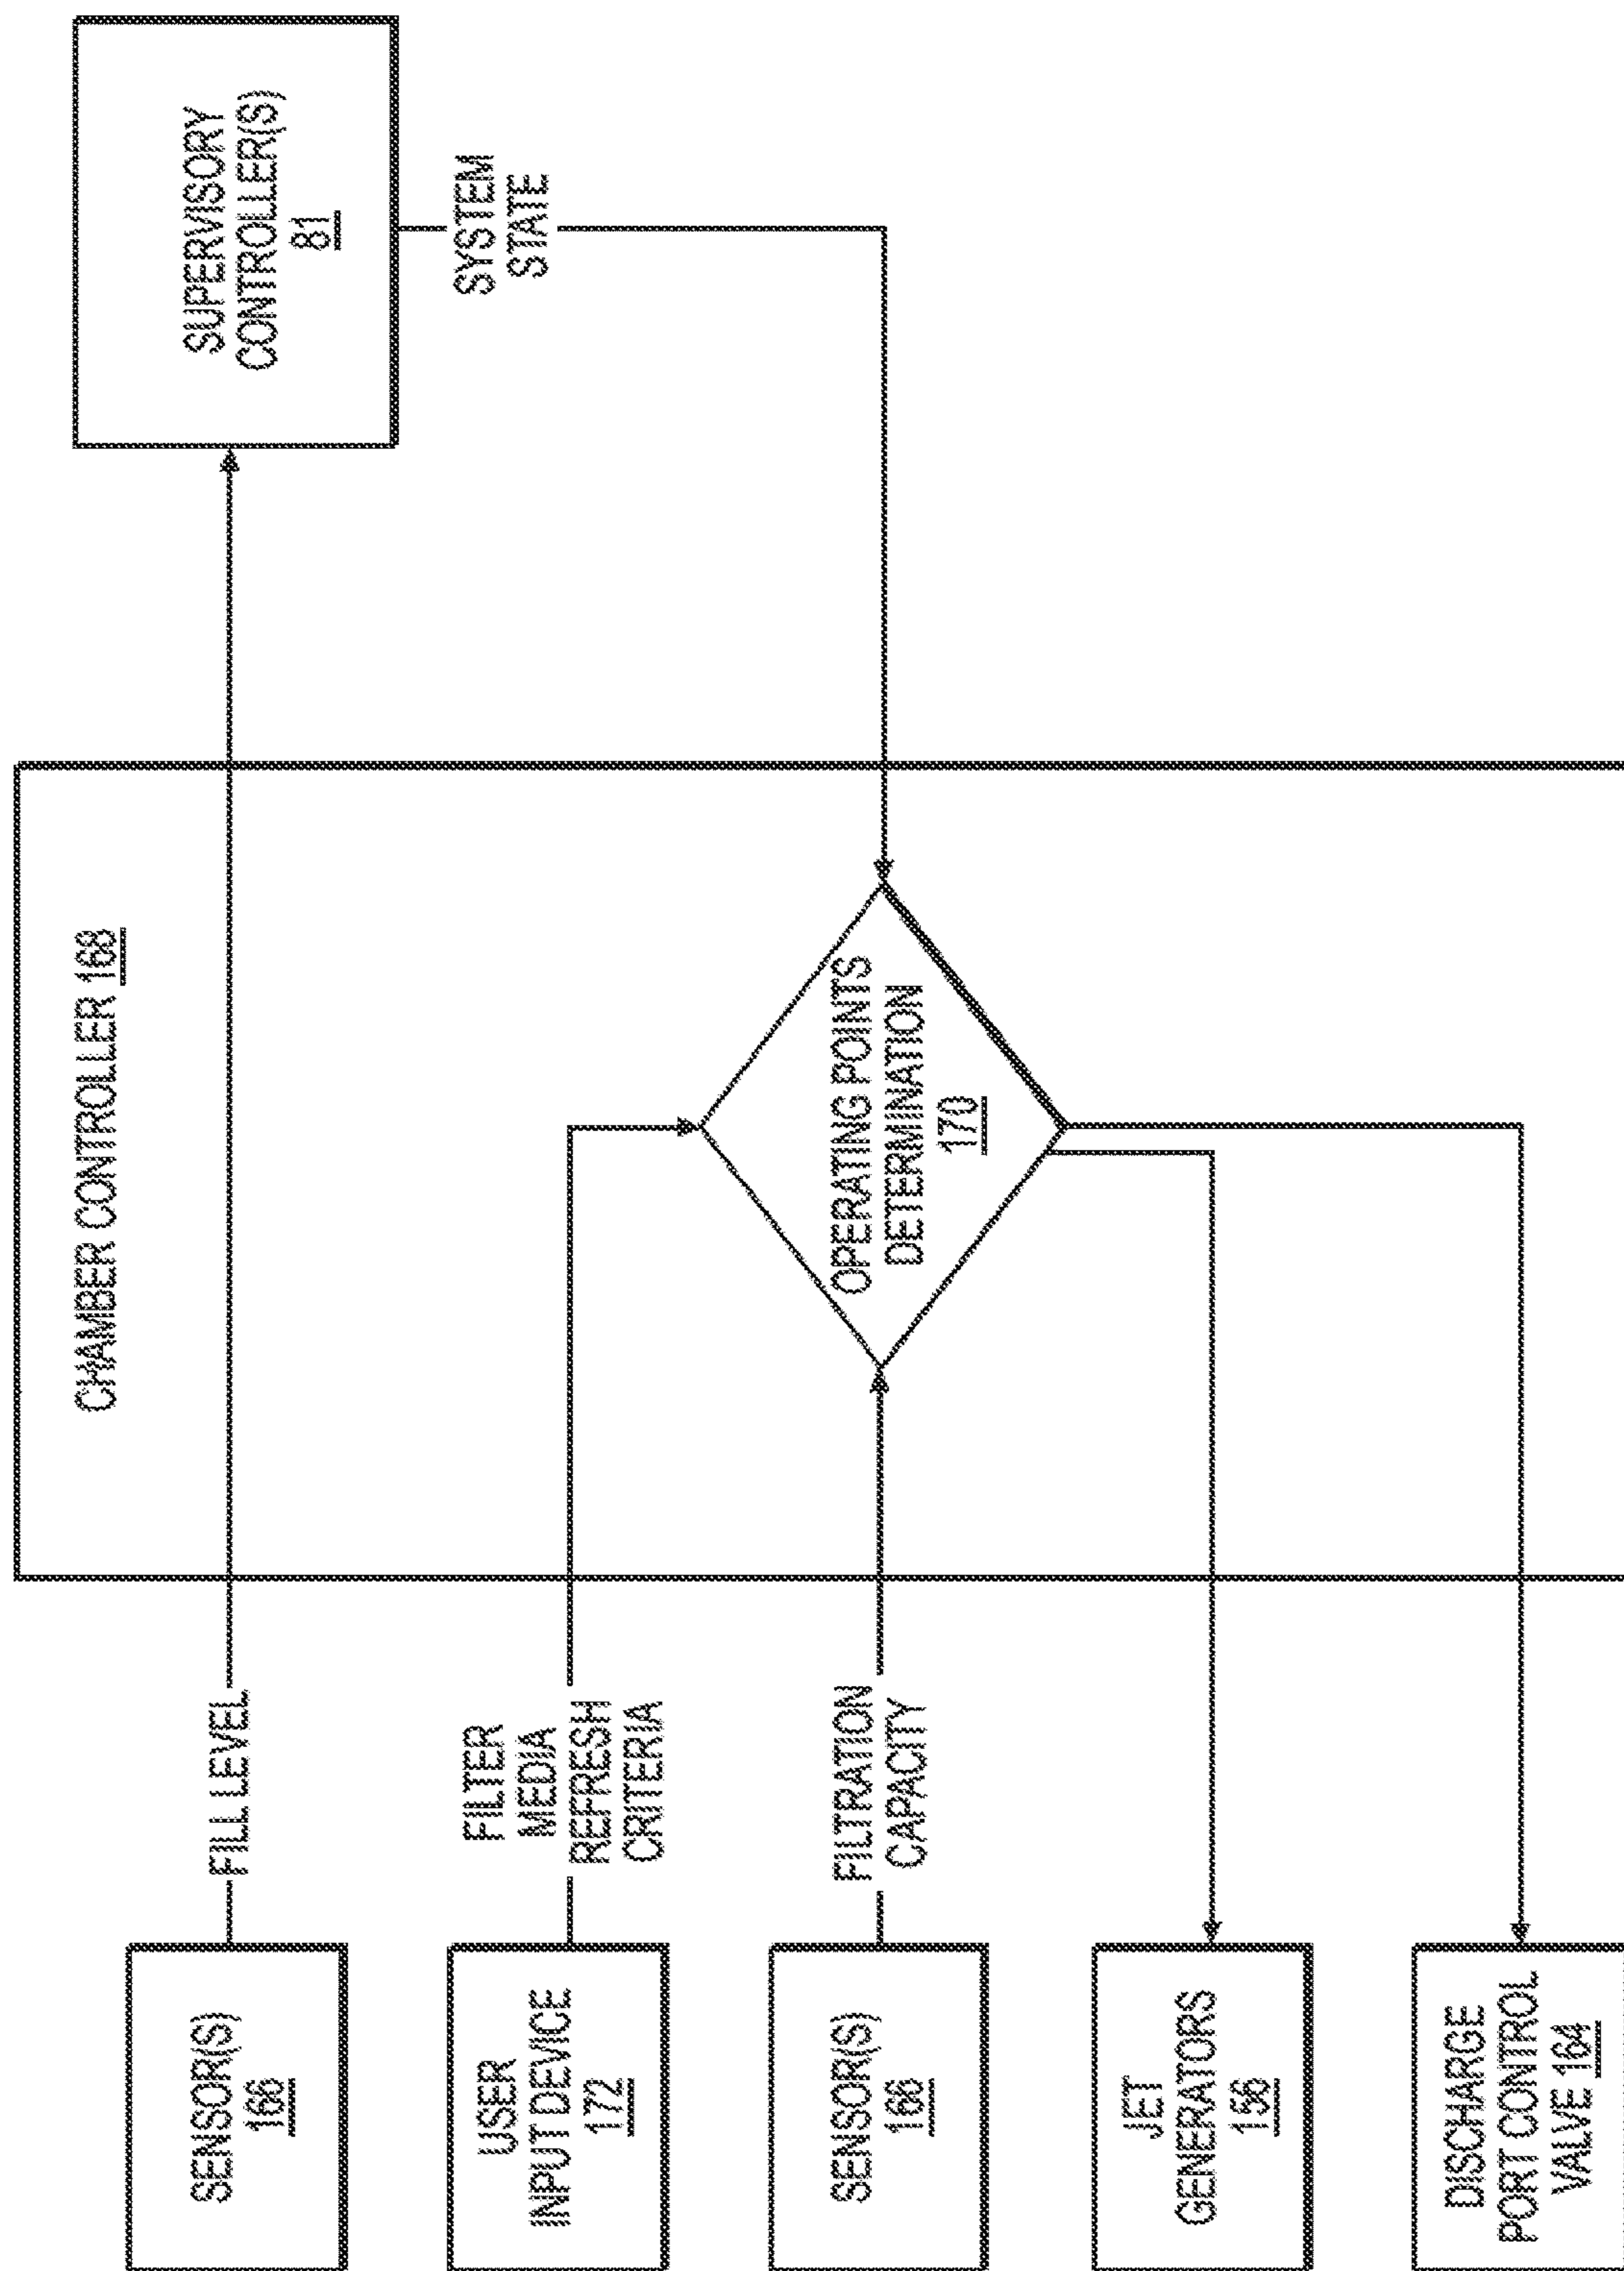 SENSOR(S)
166
FILL LEVEL
CHAMBER CONTROLLER 168
SUPERVISORY
CONTROLLER(S)
81
SYSTEM
STATE
USER
INPUT DEVICE
172
FILTER
MEDIA
REFRESH
CRITERIA
SENSOR(S)
166
FILTRATION
CAPACITY
OPERATING POINTS
DETERMINATION
170
JET
GENERATORS
156
DISCHARGE
PORT CONTROL
VALVE 164